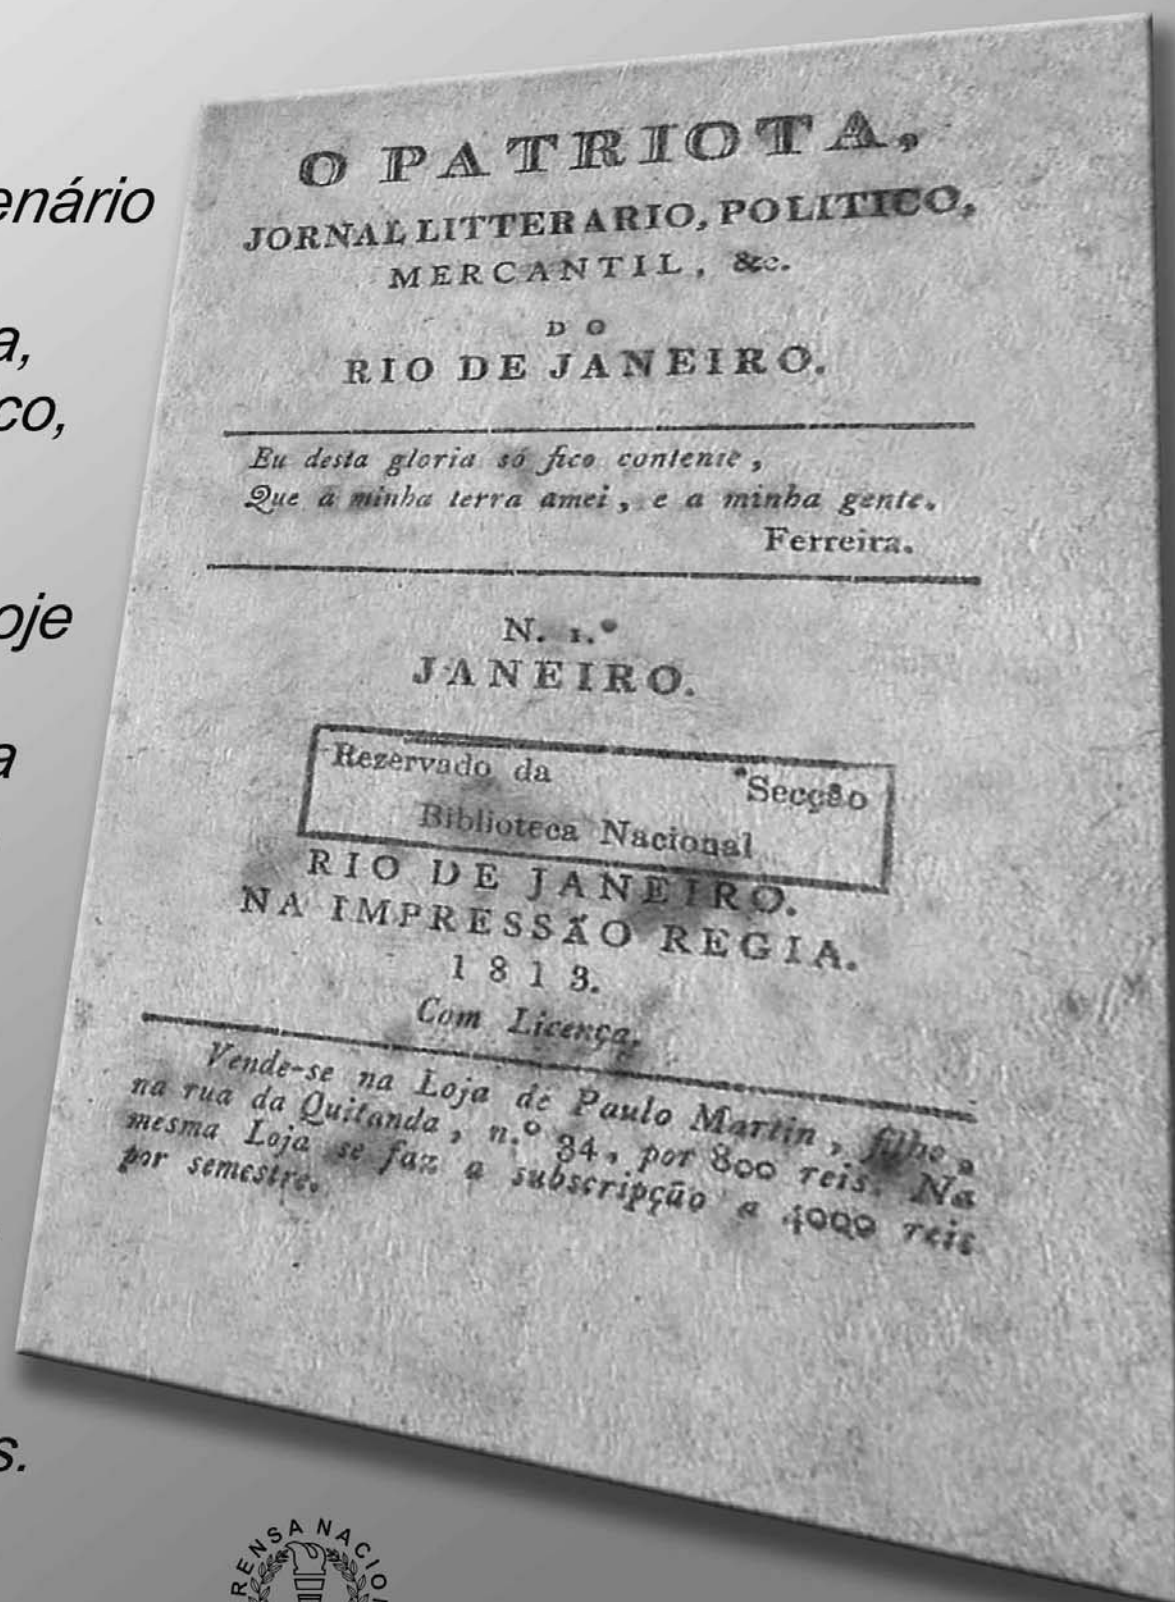 enário
a,
co,
oje
a
s.
O PATRIOTA,
JORNAL LITTERARIO, POLITICO,
MERCANTIL, &c.
DO
RIO DE JANEIRO.
Eu desta gloria só fico contente,
Que a minha terra amei, e a minha gente.
Ferreira.
N. 1.º
JANEIRO.
Rezervado da Secção
Biblioteca Nacional
RIO DE JANEIRO.
NA IMPRESSÃO REGIA.
1813.
Com Licença.
Vende-se na Loja de Paulo Martin, filho,
na rua da Quitanda, n.º 34, por 800 reis. Na
mesma Loja se faz a subscripção a 4000 reis
por semestre.
RENSA NACIO